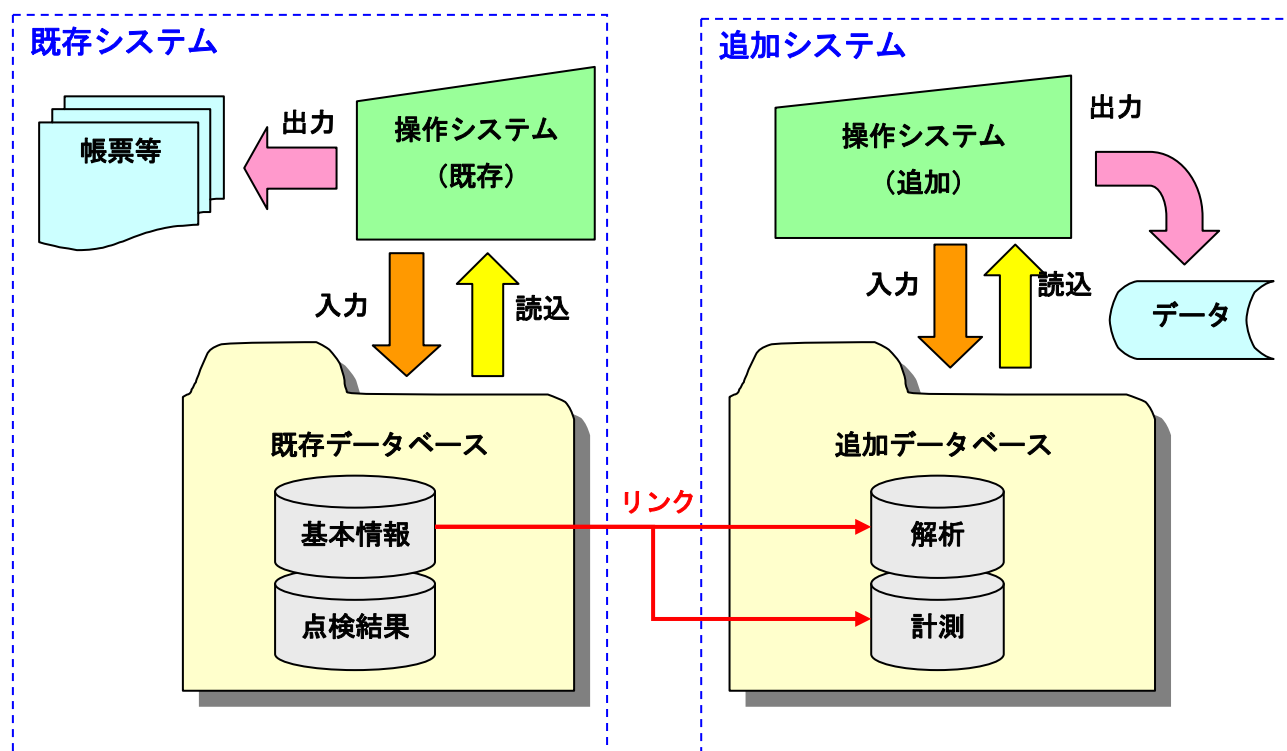 既存システム
帳票等
出力
操作システム
（既存）
入力
読込
既存データベース
基本情報
点検結果
リンク
追加システム
操作システム
（追加）
出力
入力
読込
データ
追加データベース
解析
計測